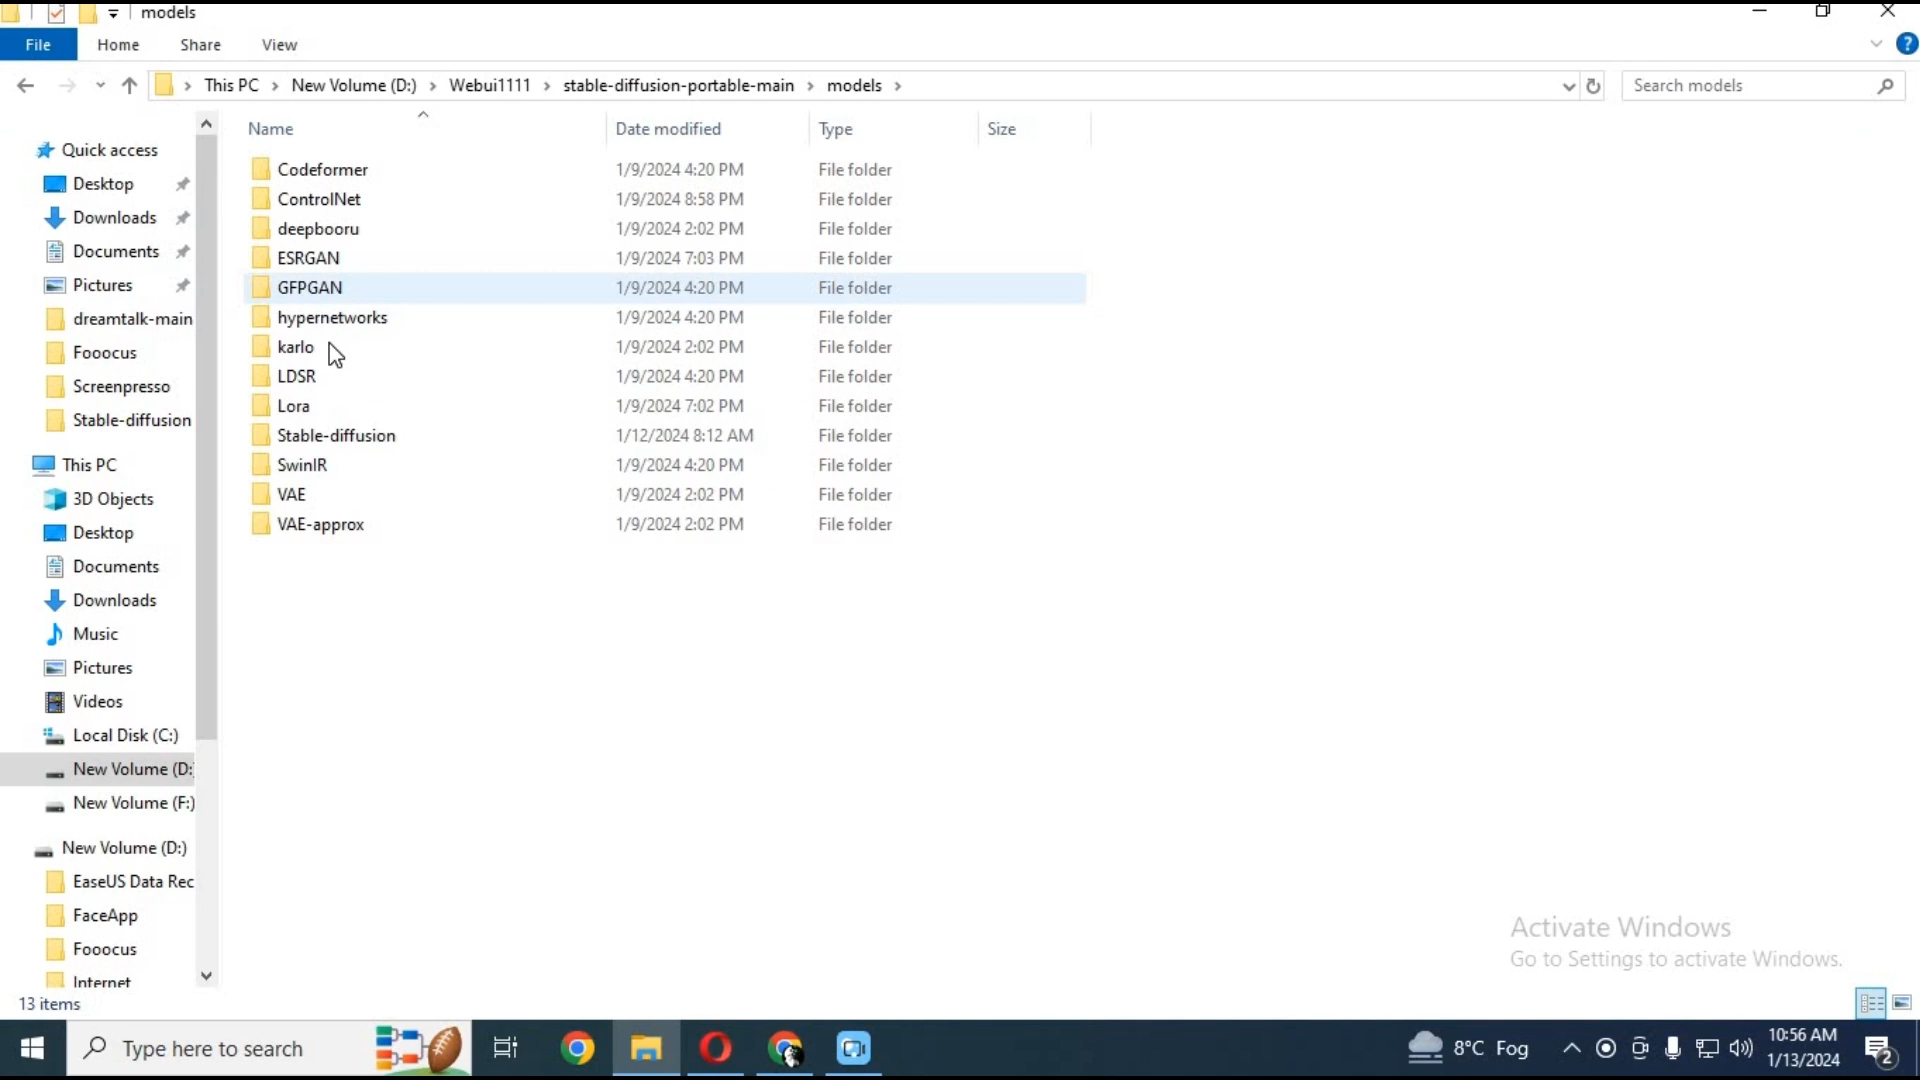 models
File Home Share View
This PC New Volume (D:) Webui1111 stable-diffusion-portable-main models
Search models
Name Date modified Type Size
Quick access
Desktop
Downloads
Documents
Pictures
dreamtalk-main
Fooocus
Screenpresso
Stable-diffusion
This PC
3D Objects
Desktop
Documents
Downloads
Music
Pictures
Videos
Local Disk (C:)
New Volume (D:
New Volume (F:)
New Volume (D:)
EaseUS Data Rec
FaceApp
Fooocus
Internet
Codeformer 1/9/2024 4:20 PM File folder
ControlNet 1/9/2024 8:58 PM File folder
deepbooru 1/9/2024 2:02 PM File folder
ESRGAN 1/9/2024 7:03 PM File folder
GFPGAN 1/9/2024 4:20 PM File folder
hypernetworks 1/9/2024 4:20 PM File folder
karlo 1/9/2024 2:02 PM File folder
LDSR 1/9/2024 4:20 PM File folder
Lora 1/9/2024 7:02 PM File folder
Stable-diffusion 1/12/2024 8:12 AM File folder
SwinIR 1/9/2024 4:20 PM File folder
VAE 1/9/2024 2:02 PM File folder
VAE-approx 1/9/2024 2:02 PM File folder
Activate Windows
Go to Settings to activate Windows.
13 items
Type here to search
8°C Fog
10:56 AM
1/13/2024
2